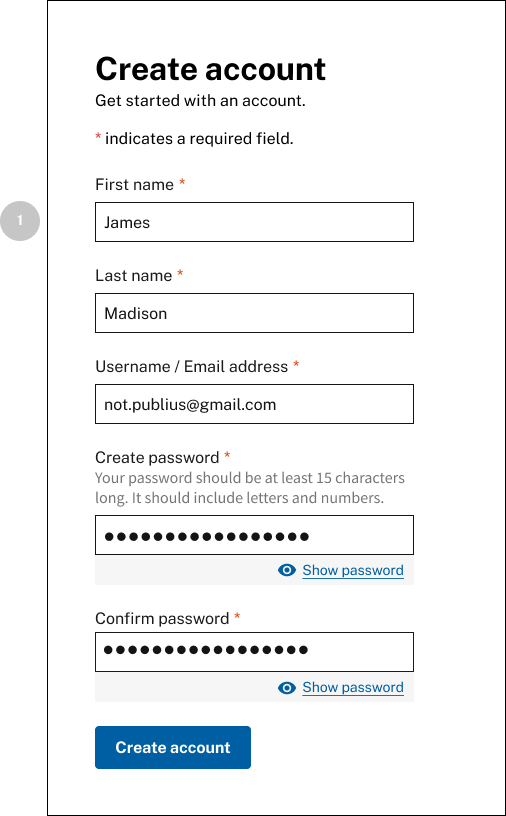 Create account
Get started with an account.
* indicates a required field.
First name *
1
James
Last name *
Madison
Username / Email address *
not.publius@gmail.com
Create password *
Your password should be at least 15 characters
long. It should include letters and numbers.
●●●●●●●●●●●●●●●●●
Show password
Confirm password *
●●●●●●●●●●●●●●●●●
Show password
Create account